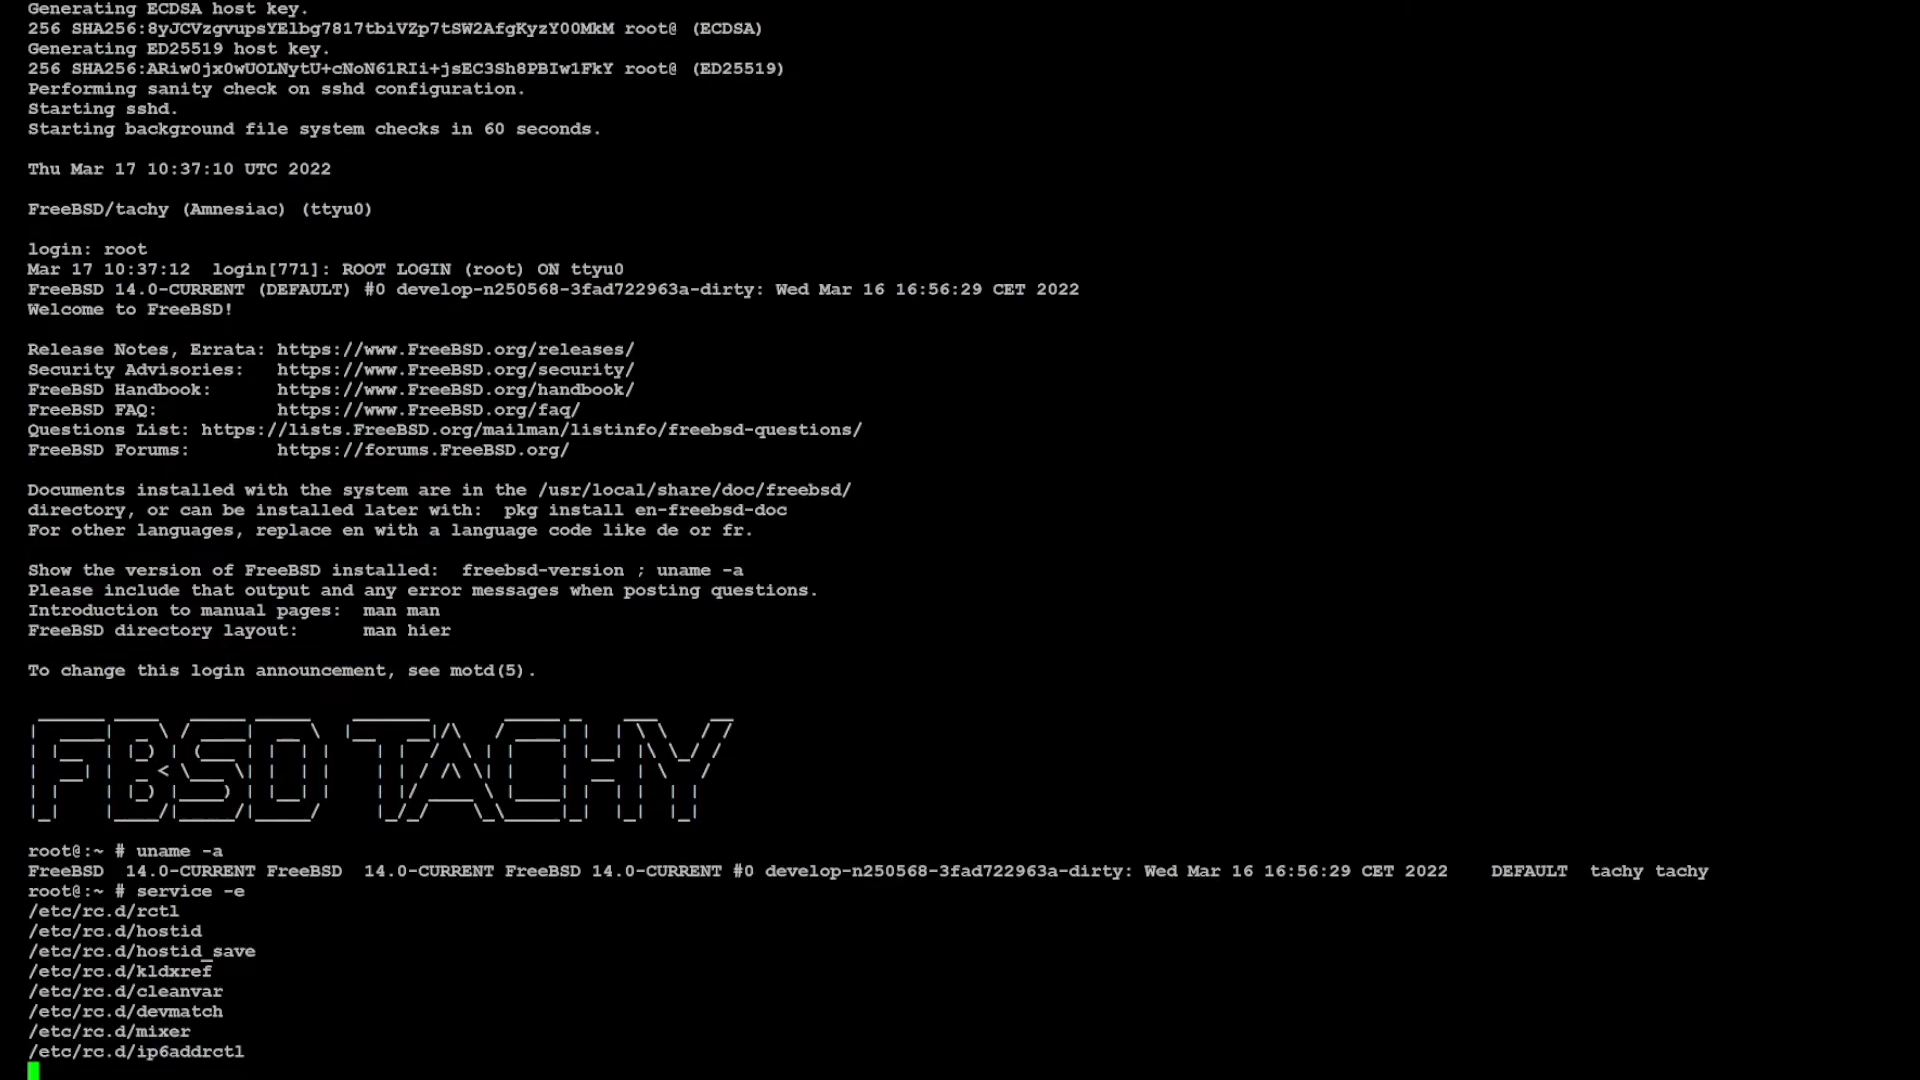 Generating ECDSA host key.
256 SHA256:8yJCVzgvupsYElbg7817tbiVZp7tSW2AfgKyzY00MkM root@ (ECDSA)
Generating ED25519 host key.
256 SHA256:ARiw0jx0wUOLNytU+cNoN61RIi+jsEC3Sh8PBIw1FkY root@ (ED25519)
Performing sanity check on sshd configuration.
Starting sshd.
Starting background file system checks in 60 seconds.
Thu Mar 17 10:37:10 UTC 2022
FreeBSD/tachy (Amnesiac) (ttyu0)
login: root
Mar 17 10:37:12  login[771]: ROOT LOGIN (root) ON ttyu0
FreeBSD 14.0-CURRENT (DEFAULT) #0 develop-n250568-3fad722963a-dirty: Wed Mar 16 16:56:29 CET 2022
Welcome to FreeBSD!
Release Notes, Errata: https://www.FreeBSD.org/releases/
Security Advisories:   https://www.FreeBSD.org/security/
FreeBSD Handbook:      https://www.FreeBSD.org/handbook/
FreeBSD FAQ:           https://www.FreeBSD.org/faq/
Questions List: https://lists.FreeBSD.org/mailman/listinfo/freebsd-questions/
FreeBSD Forums:        https://forums.FreeBSD.org/
Documents installed with the system are in the /usr/local/share/doc/freebsd/
directory, or can be installed later with:  pkg install en-freebsd-doc
For other languages, replace en with a language code like de or fr.
Show the version of FreeBSD installed:  freebsd-version ; uname -a
Please include that output and any error messages when posting questions.
Introduction to manual pages:  man man
FreeBSD directory layout:      man hier
To change this login announcement, see motd(5).
FBSD TACHY
root@:~ # uname -a
FreeBSD  14.0-CURRENT FreeBSD  14.0-CURRENT FreeBSD 14.0-CURRENT #0 develop-n250568-3fad722963a-dirty: Wed Mar 16 16:56:29 CET 2022    DEFAULT  tachy tachy
root@:~ # service -e
/etc/rc.d/rctl
/etc/rc.d/hostid
/etc/rc.d/hostid_save
/etc/rc.d/kldxref
/etc/rc.d/cleanvar
/etc/rc.d/devmatch
/etc/rc.d/mixer
/etc/rc.d/ip6addrctl